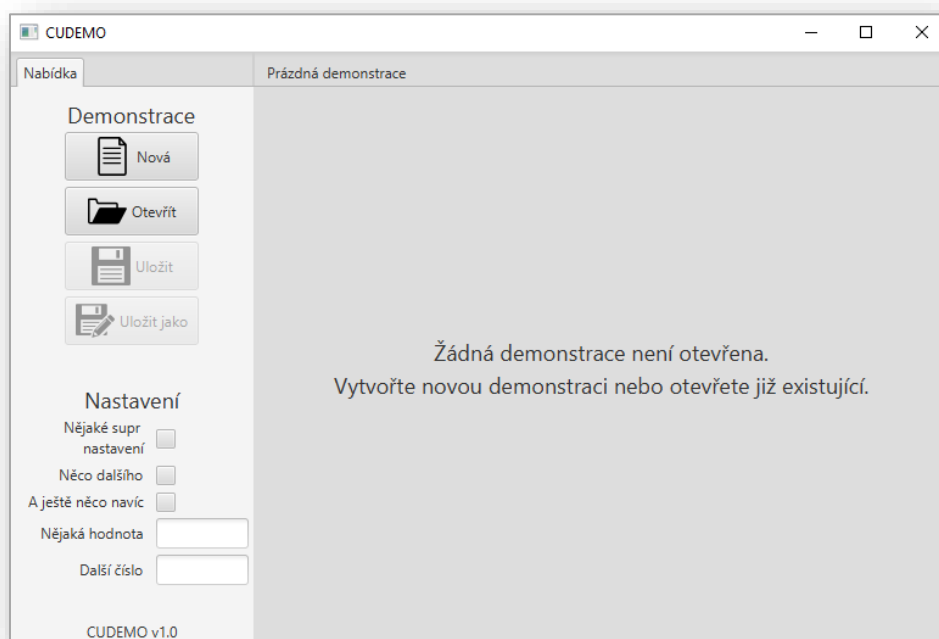 CUDEMO
Nabídka
Prázdná demonstrace
Demonstrace
Nová
Otevřít
Uložit
Uložit jako
Žádná demonstrace není otevřena.
Vytvořte novou demonstraci nebo otevřete již existující.
Nastavení
Nějaké supr
nastavení
Něco dalšího
A ještě něco navíc
Nějaká hodnota
Další číslo
CUDEMO v1.0